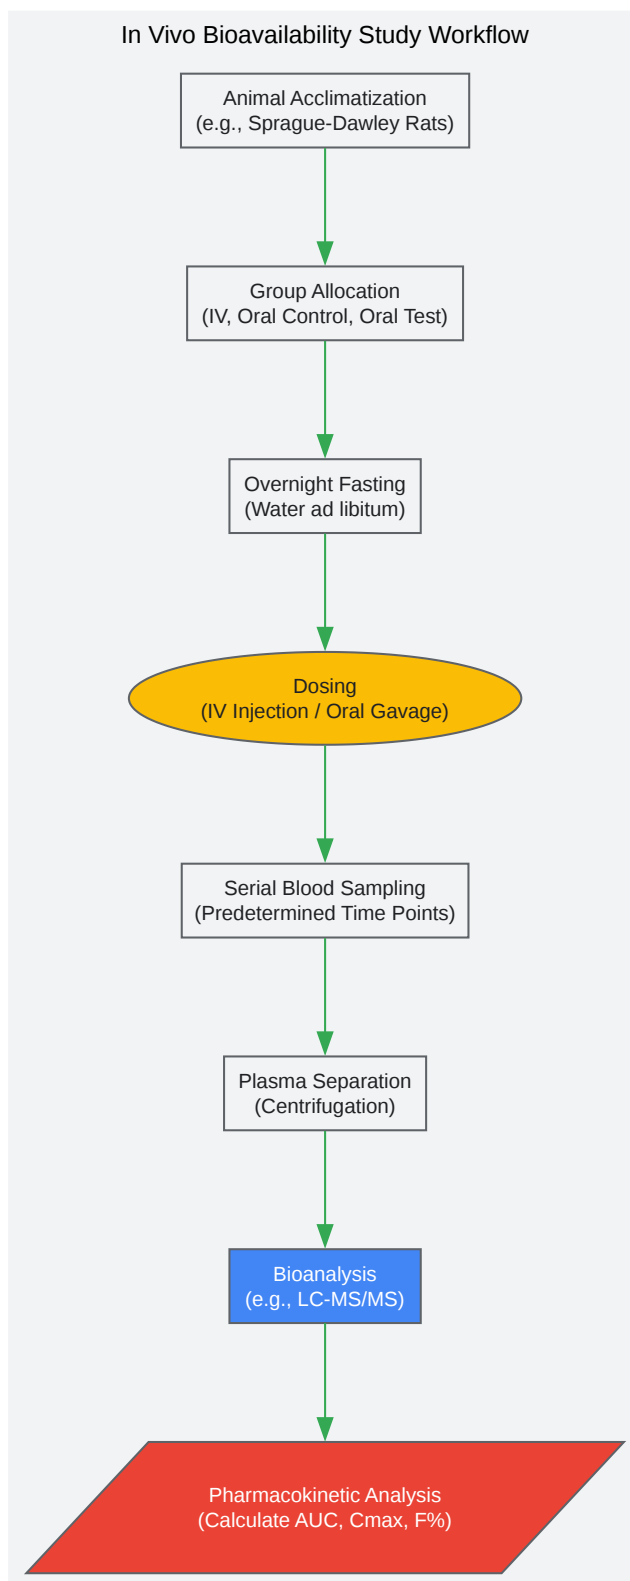 In Vivo Bioavailability Study Workflow
Animal Acclimatization
(e.g., Sprague-Dawley Rats)
Group Allocation
(IV, Oral Control, Oral Test)
Overnight Fasting
(Water ad libitum)
Dosing
(IV Injection / Oral Gavage)
Serial Blood Sampling
(Predetermined Time Points)
Plasma Separation
(Centrifugation)
Bioanalysis
(e.g., LC-MS/MS)
Pharmacokinetic Analysis
(Calculate AUC, Cmax, F%)